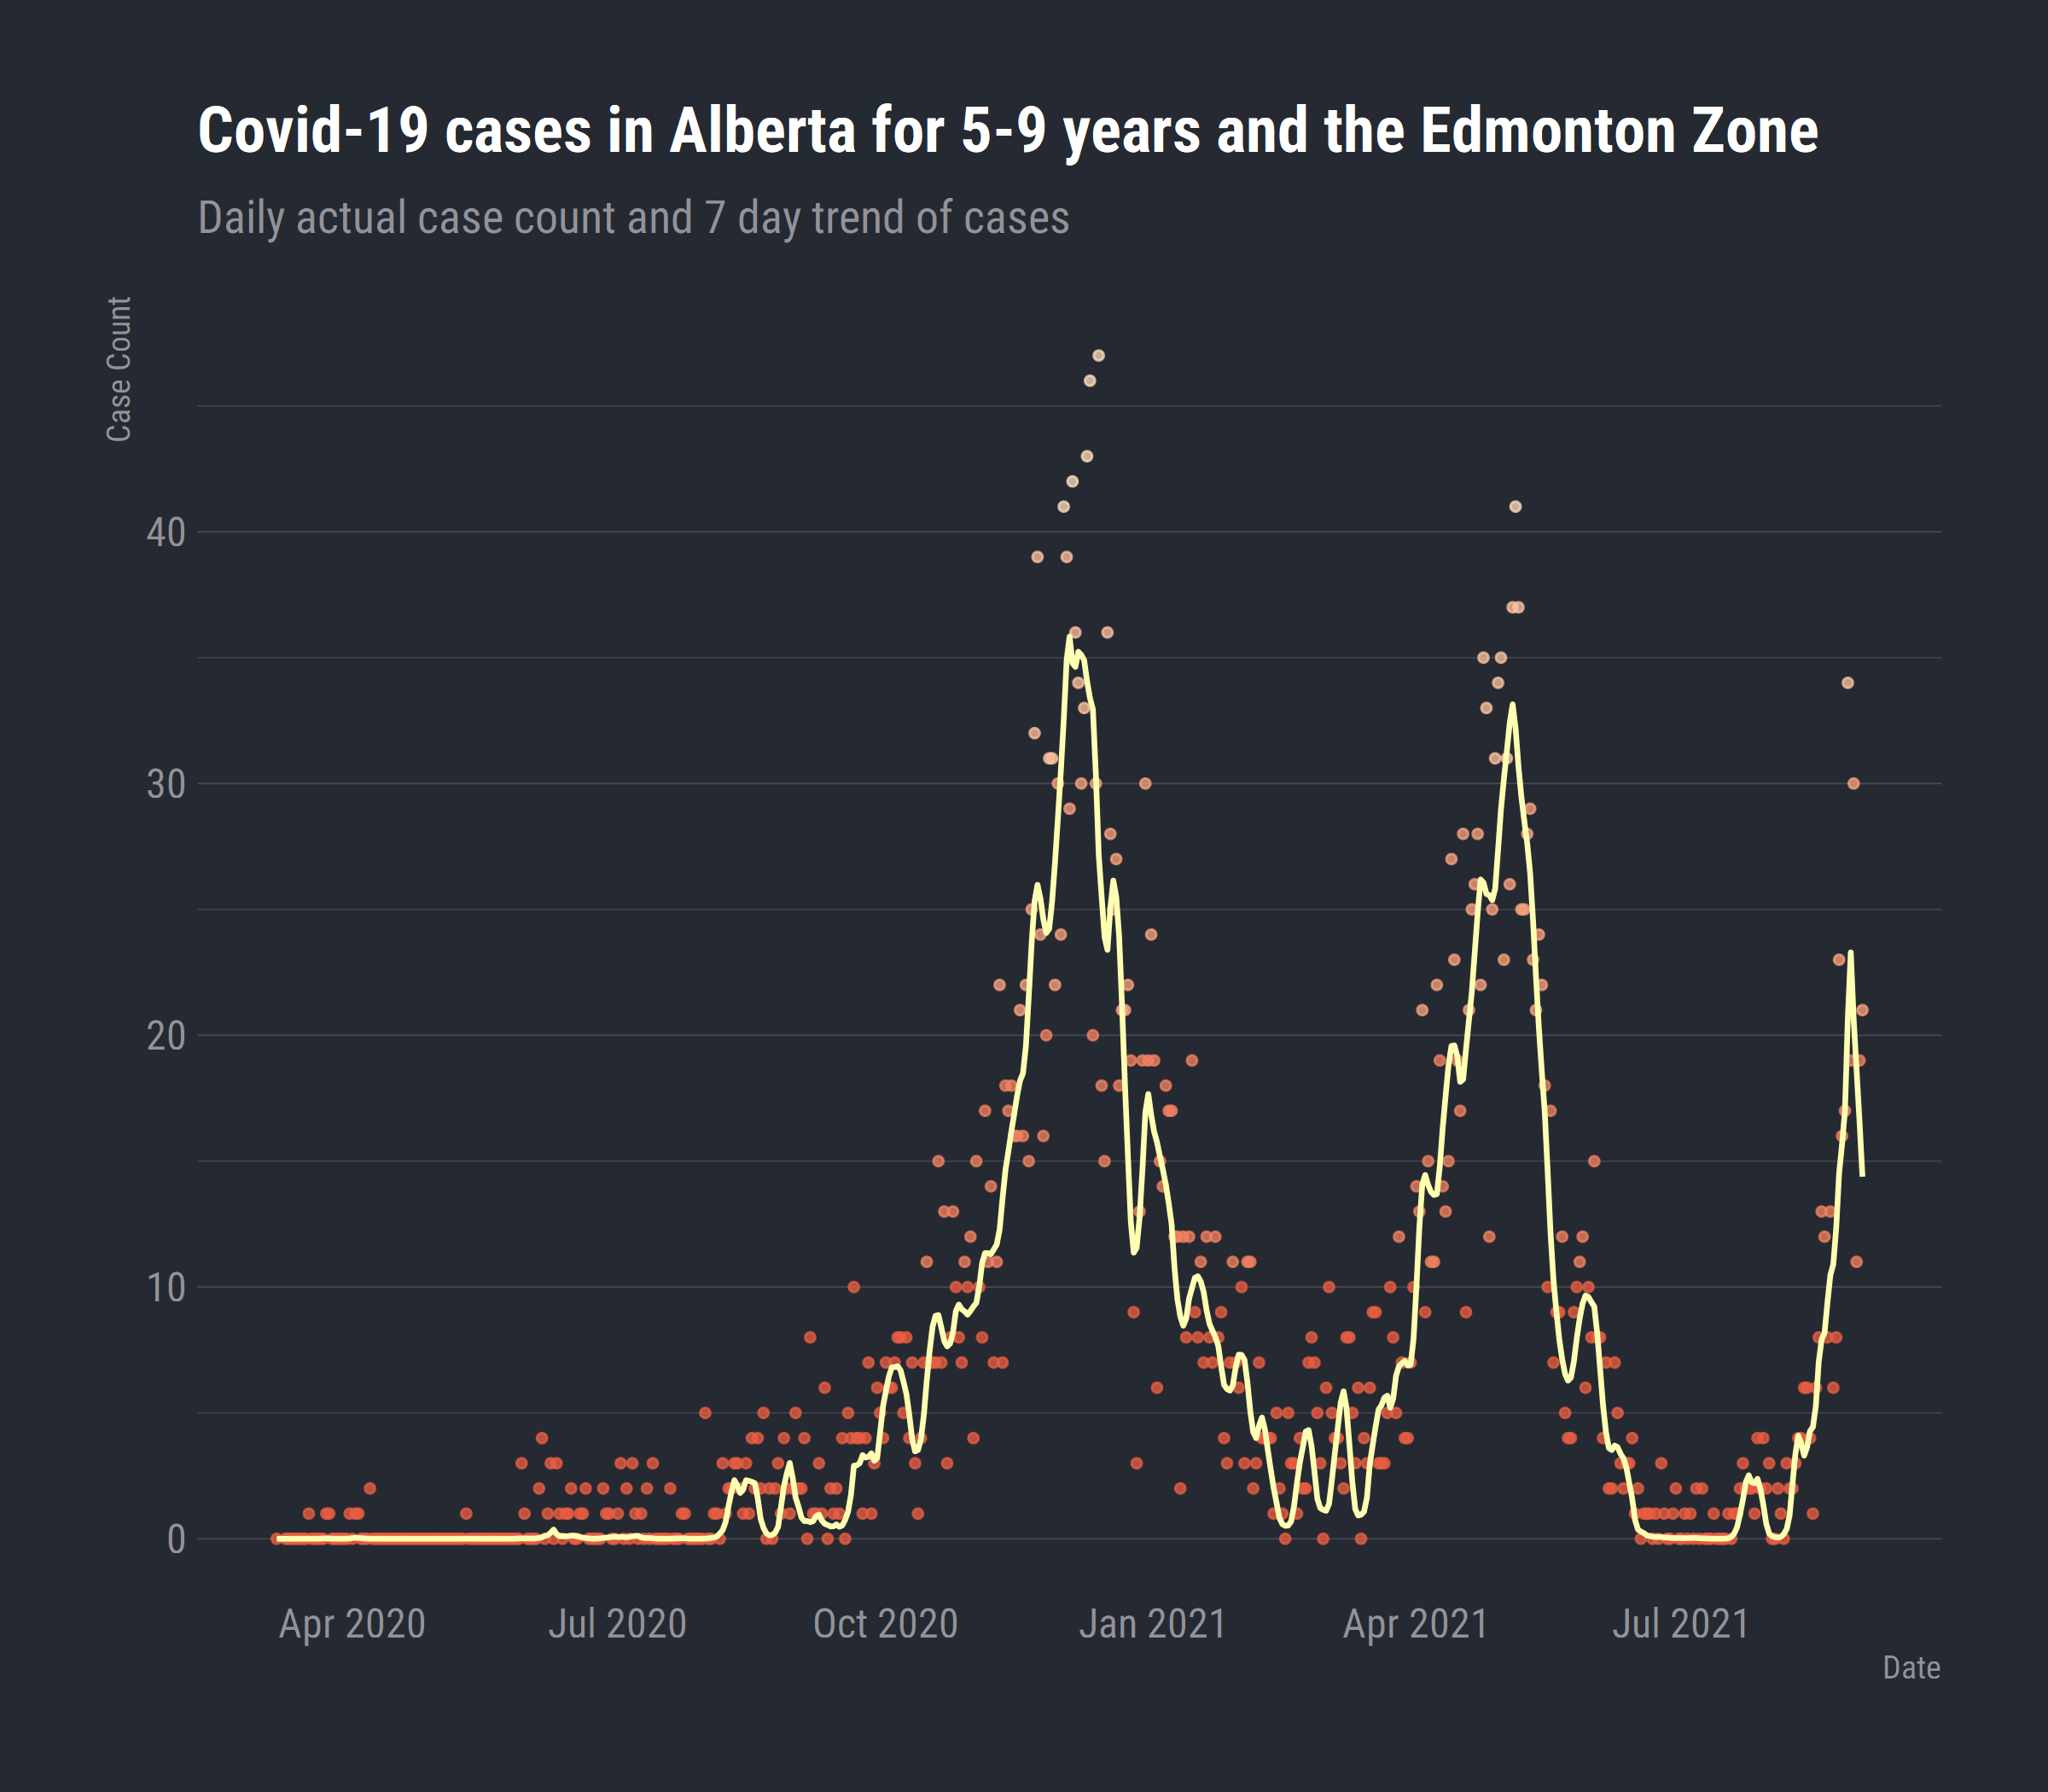 Covid-19 cases in Alberta for 5-9 years and the Edmonton Zone
Daily actual case count and 7 day trend of cases
Case Count
40
30
20
10
0
Apr 2020
Jul 2020
Oct 2020
Jan 2021
Apr 2021
Jul 2021
Date